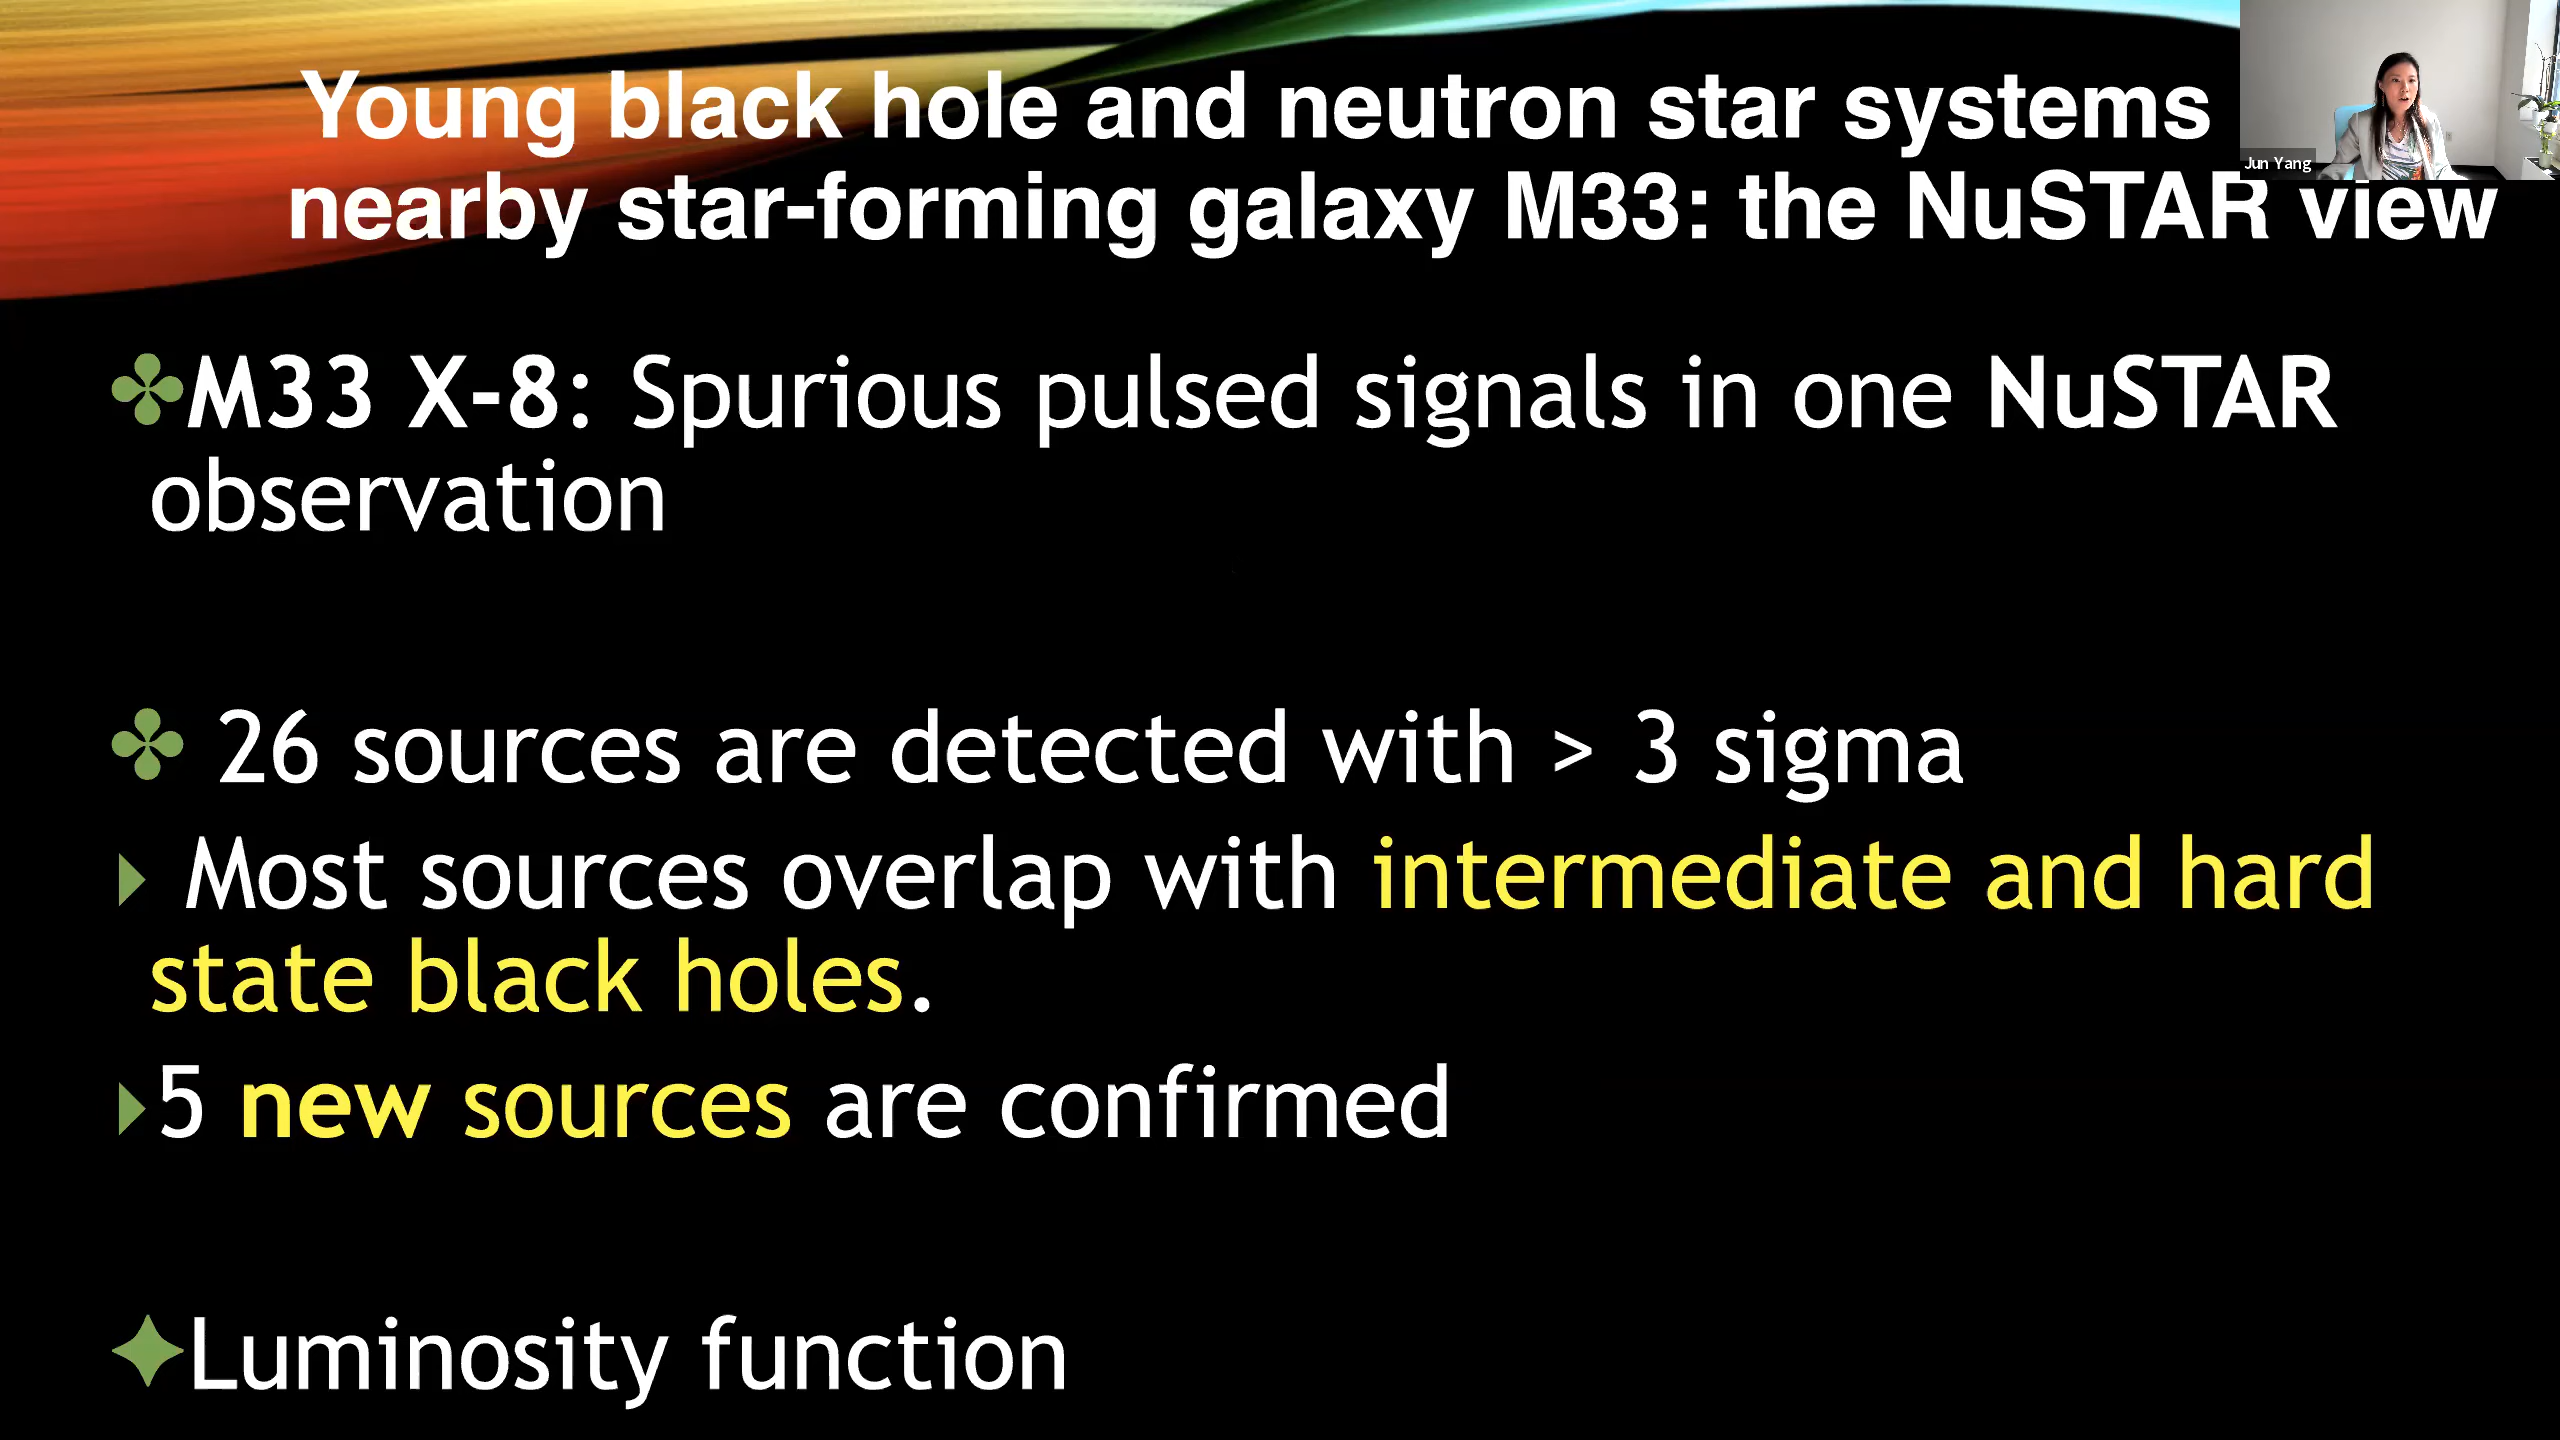 Young black hole and neutron star systems
nearby star-forming galaxy M33: the NuSTAR view
Jun Yang
✤M33 X-8: Spurious pulsed signals in one NuSTAR
observation
✤ 26 sources are detected with > 3 sigma
‣ Most sources overlap with intermediate and hard
state black holes.
‣5 new sources are confirmed
✦Luminosity function